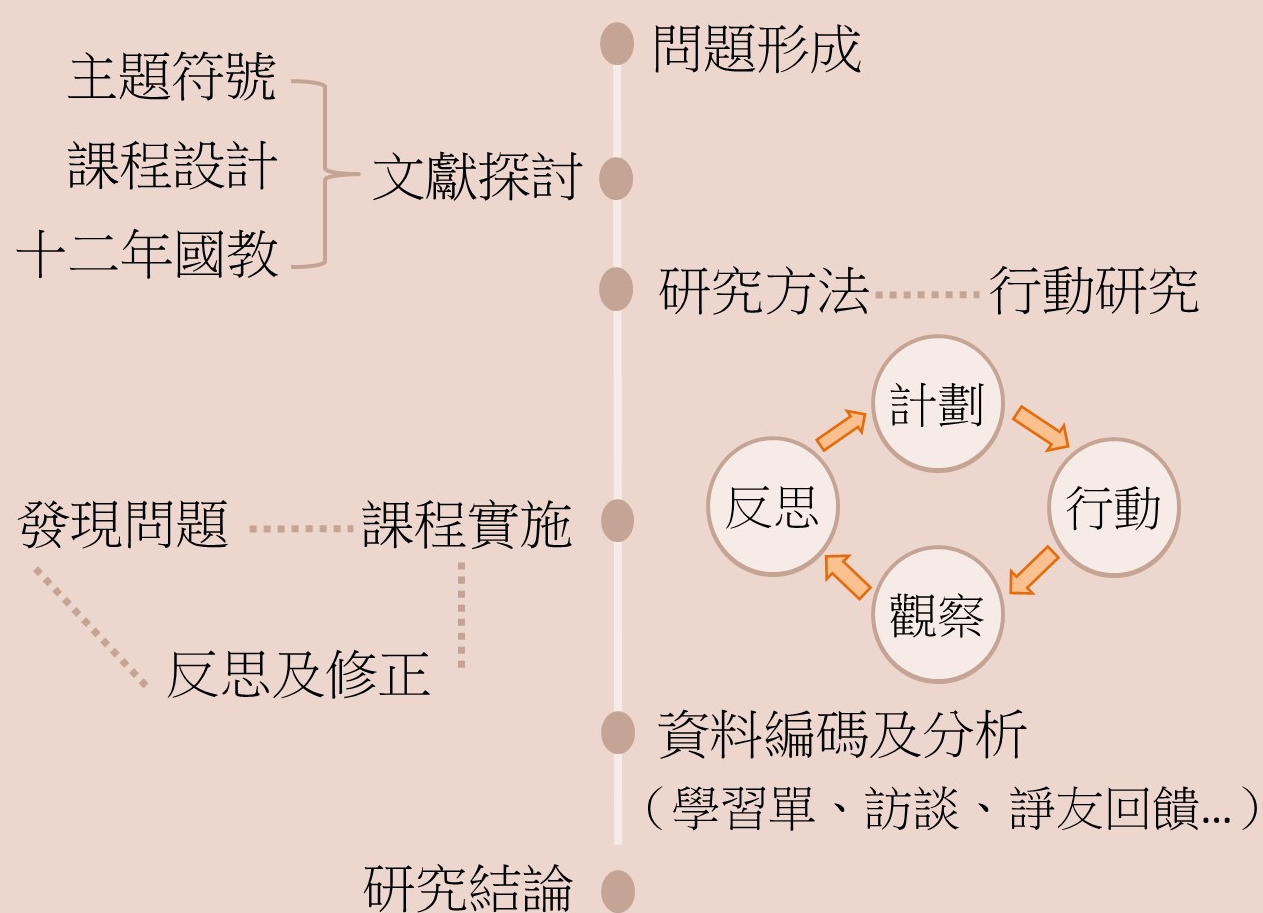 問題形成
主題符號
課程設計
十二年國教
文獻探討
研究方法
行動研究
計劃
行動
觀察
反思
課程實施
發現問題
反思及修正
資料編碼及分析
（學習單、訪談、諍友回饋...）
研究結論